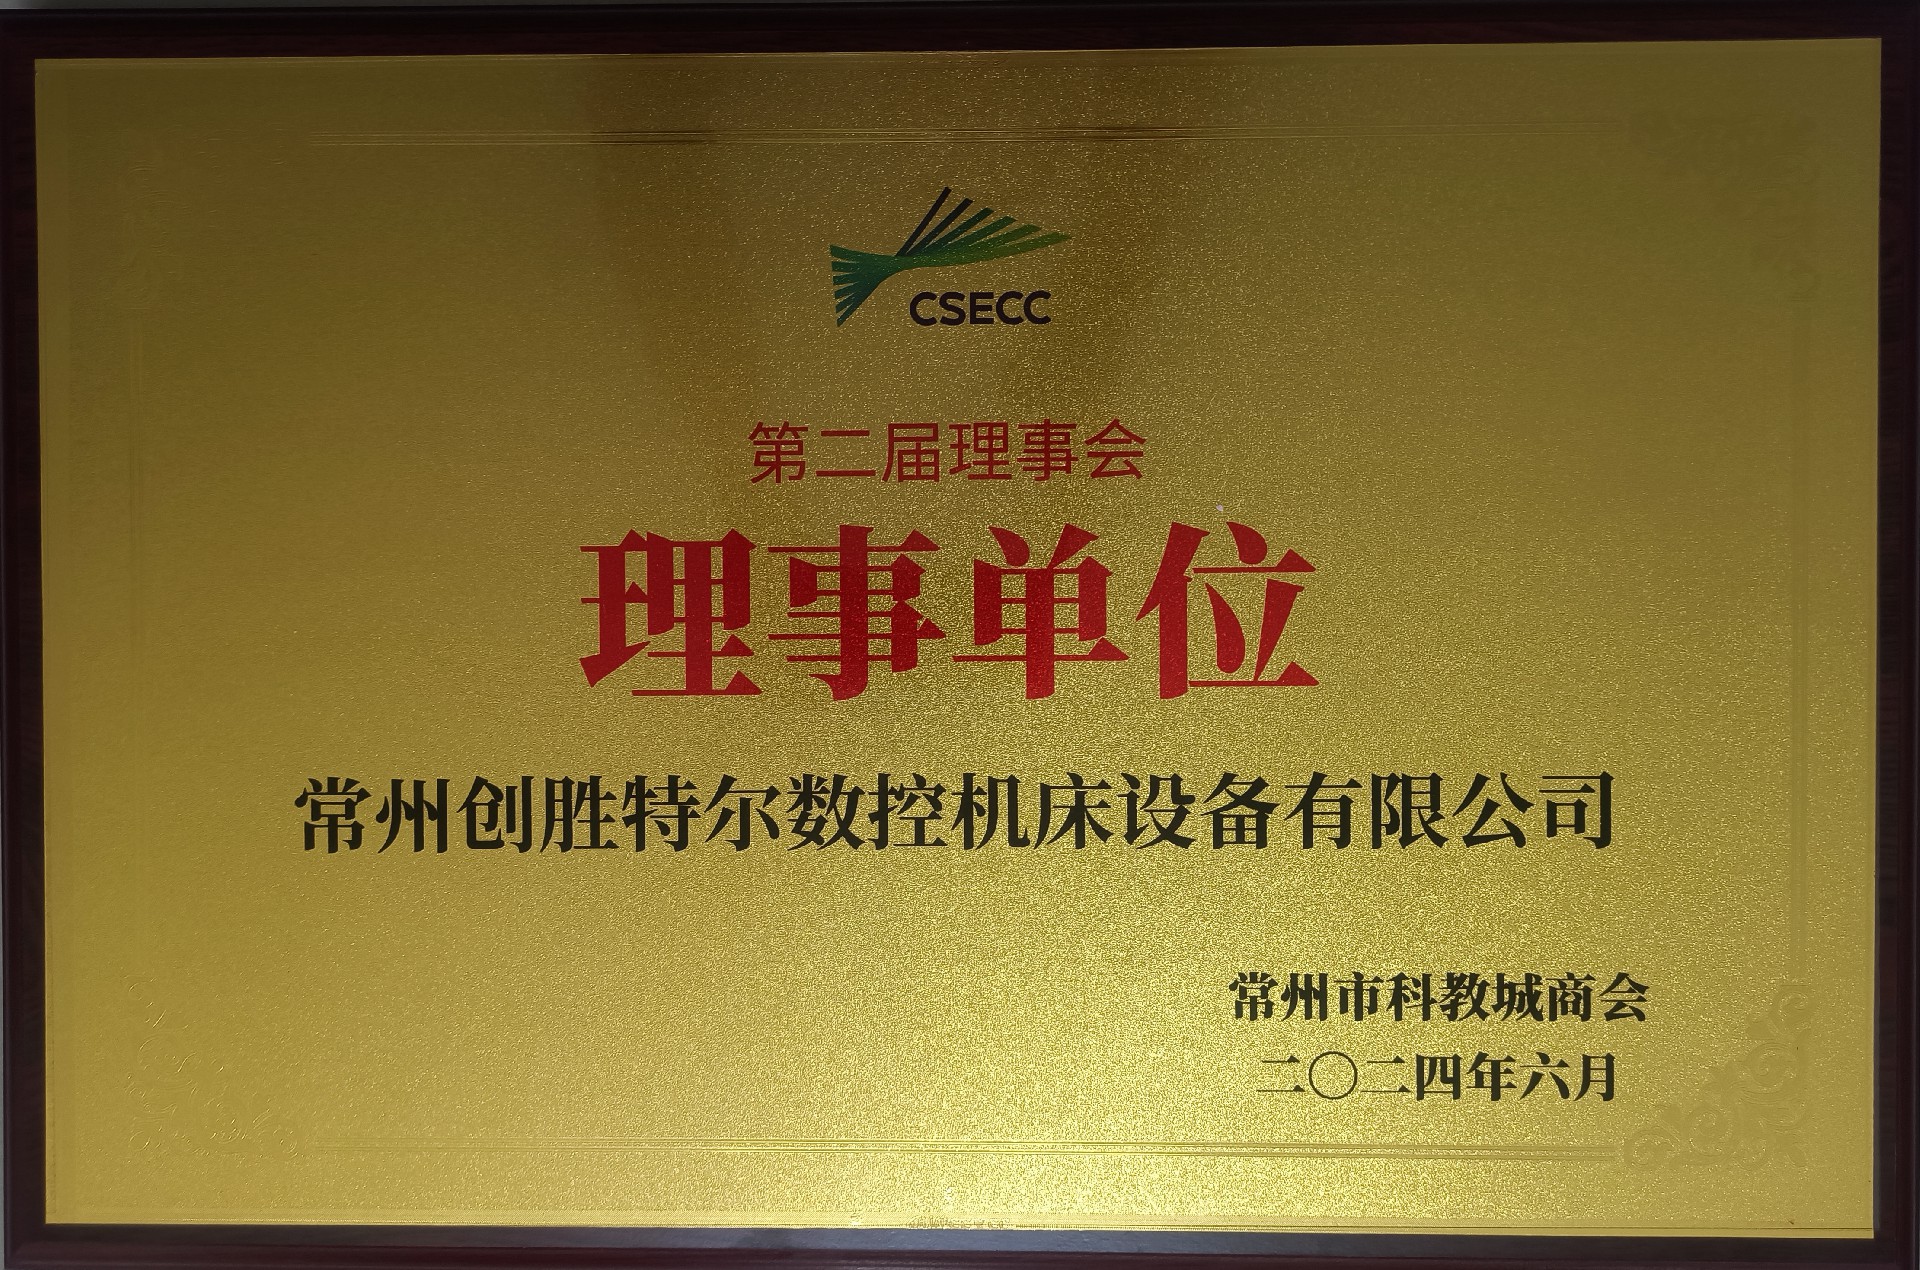 CSECC
第二届理事会
理事单位
常州创胜特尔数控机床设备有限公司
常州市科教城商会
二〇二四年六月